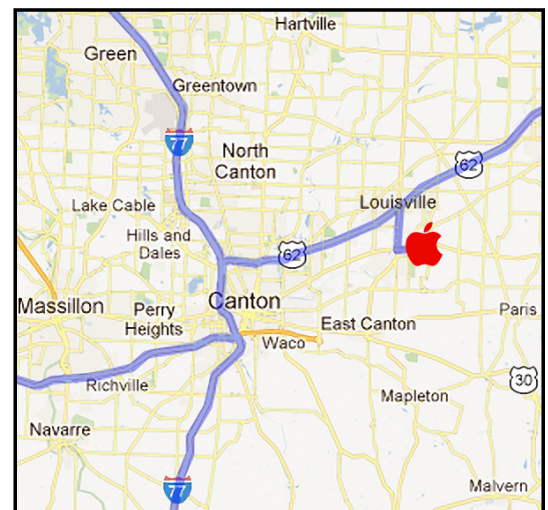 Hartville
Green
Greentown
77
North
Canton
62
Lake Cable
Louisville
Hills and
Dales
62
Massillon
Perry
Heights
Canton
East Canton
Paris
Waco
30
Richville
Mapleton
Navarre
77
Malvern